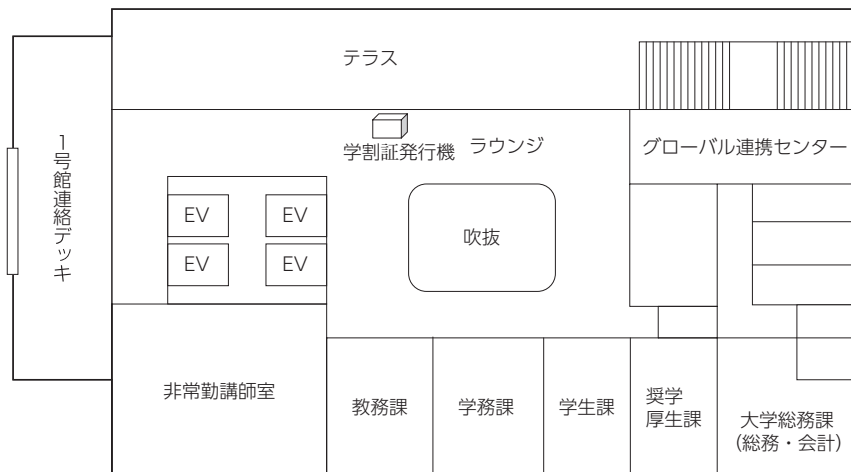 テラス
1号館連絡デッキ
学割証発行機
ラウンジ
グローバル連携センター
EV
EV
吹抜
EV
EV
非常勤講師室
教務課
学務課
学生課
奨学
厚生課
大学総務課
(総務・会計)